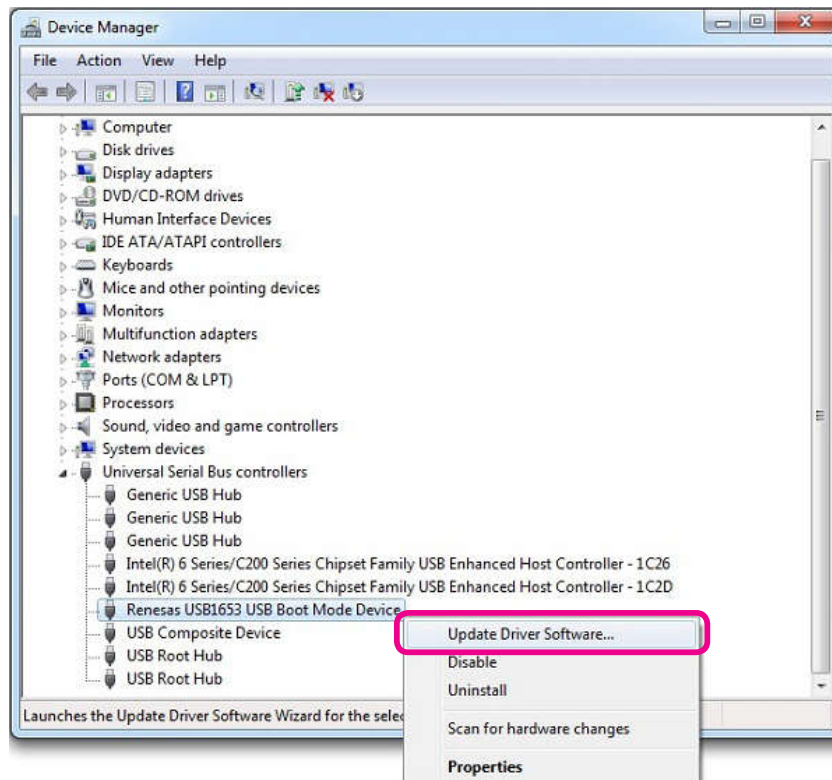 Device Manager
File Action View Help
Computer
Disk drives
Display adapters
DVD/CD-ROM drives
Human Interface Devices
IDE ATA/ATAPI controllers
Keyboards
Mice and other pointing devices
Monitors
Multifunction adapters
Network adapters
Ports (COM & LPT)
Processors
Sound, video and game controllers
System devices
Universal Serial Bus controllers
Generic USB Hub
Generic USB Hub
Generic USB Hub
Intel(R) 6 Series/C200 Series Chipset Family USB Enhanced Host Controller - 1C26
Intel(R) 6 Series/C200 Series Chipset Family USB Enhanced Host Controller - 1C2D
Renesas USB1653 USB Boot Mode Device
USB Composite Device
USB Root Hub
USB Root Hub
Update Driver Software...
Disable
Uninstall
Scan for hardware changes
Properties
Launches the Update Driver Software Wizard for the selec